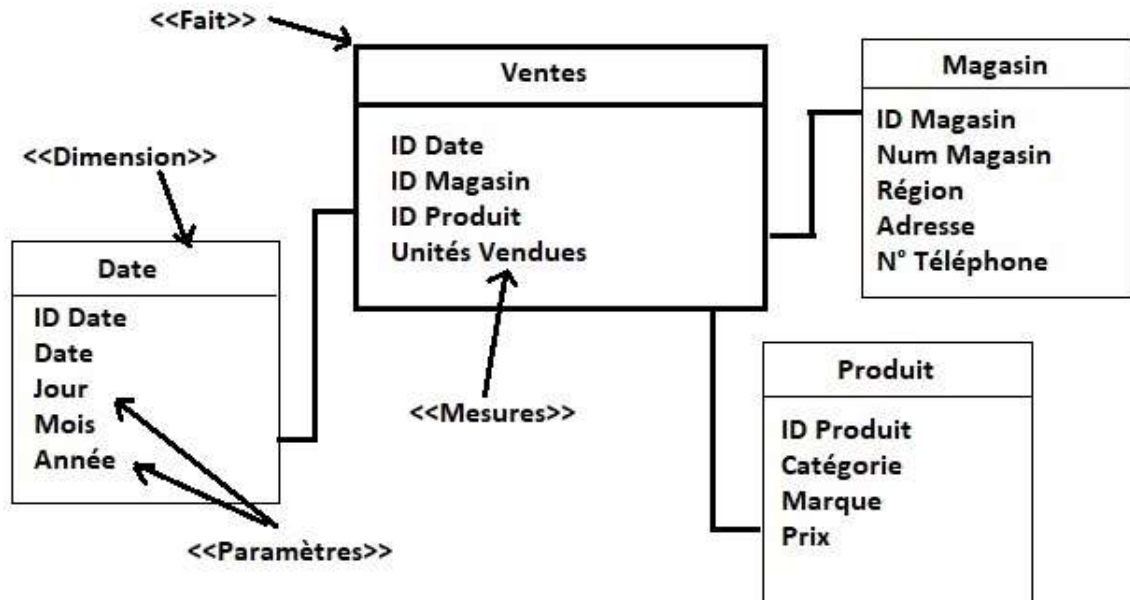 <<Fait>>
Ventes
ID Date
ID Magasin
ID Produit
Unités Vendues
Magasin
ID Magasin
Num Magasin
Région
Adresse
N° Téléphone
<<Dimension>>
Date
ID Date
Date
Jour
Mois
Année
<<Mesures>>
<<Paramètres>>
Produit
ID Produit
Catégorie
Marque
Prix